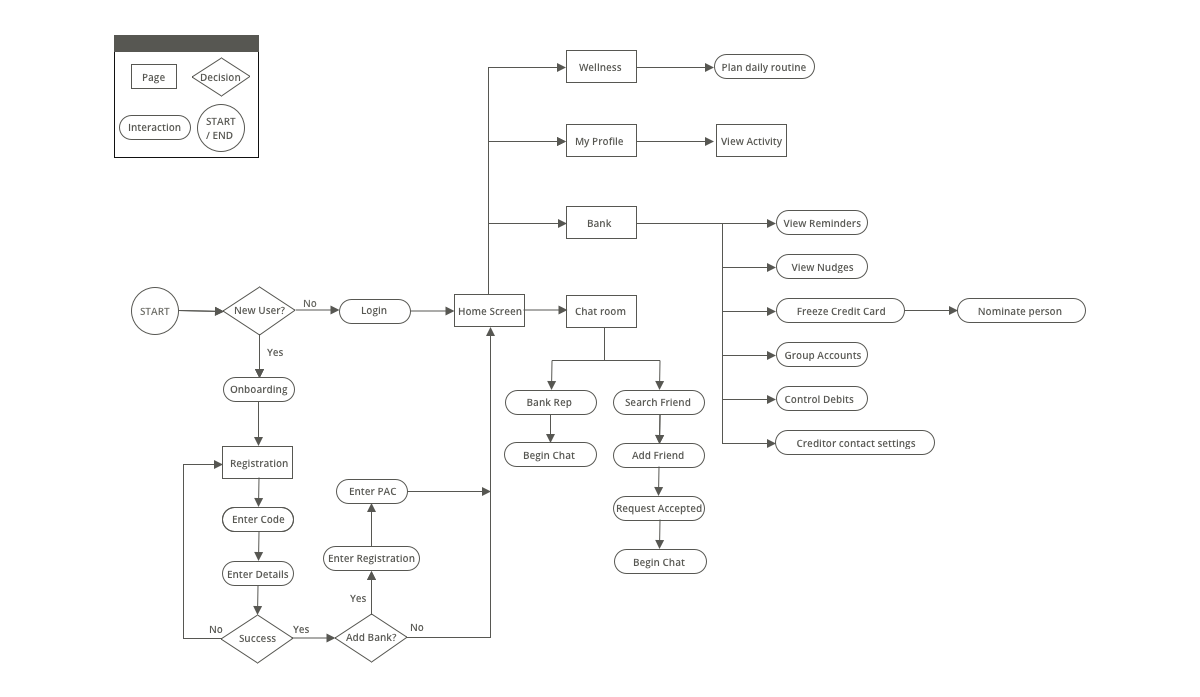 Page
Decision
Interaction
START
/ END
Wellness
Plan daily routine
My Profile
View Activity
Bank
View Reminders
View Nudges
START
New User?
No
Login
Home Screen
Chat room
Freeze Credit Card
Nominate person
Yes
Group Accounts
Onboarding
Bank Rep
Search Friend
Control Debits
Creditor contact settings
Begin Chat
Add Friend
Registration
Enter PAC
Request Accepted
Enter Code
Enter Registration
Begin Chat
Enter Details
Yes
No
Success
Yes
Add Bank?
No